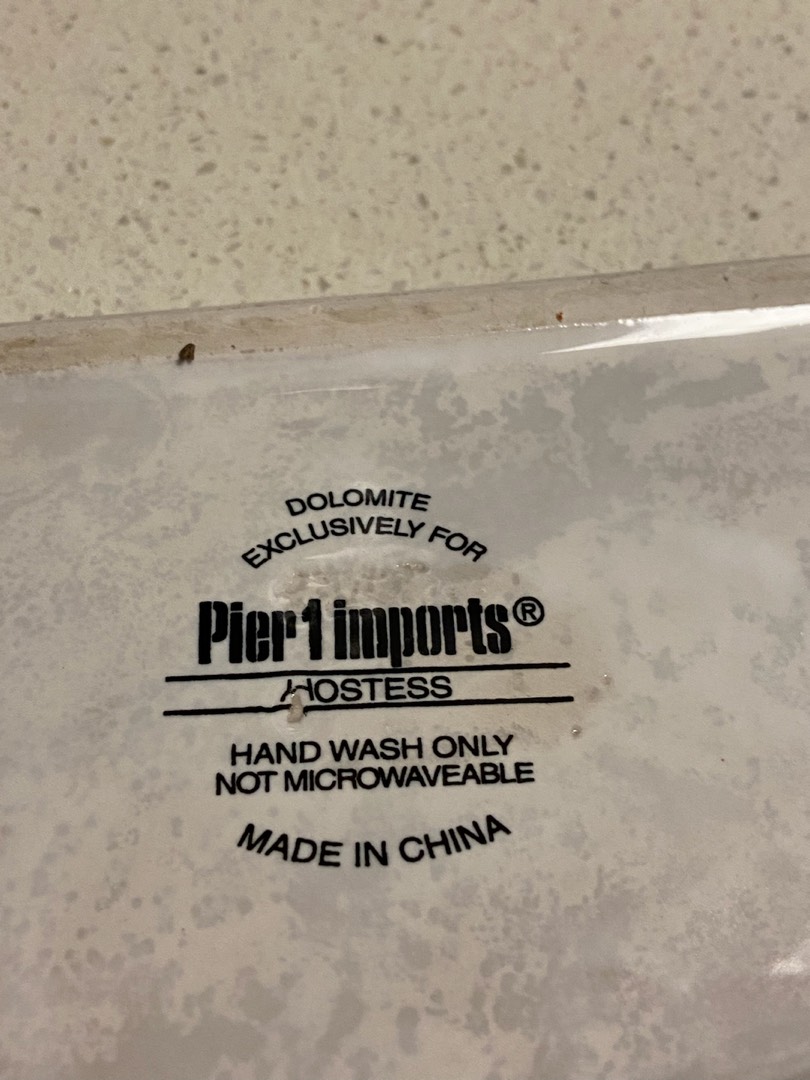 DOLOMITE
EXCLUSIVELY FOR
Pier 1 imports®
HOSTESS
HAND WASH ONLY
NOT MICROWAVEABLE
MADE IN CHINA